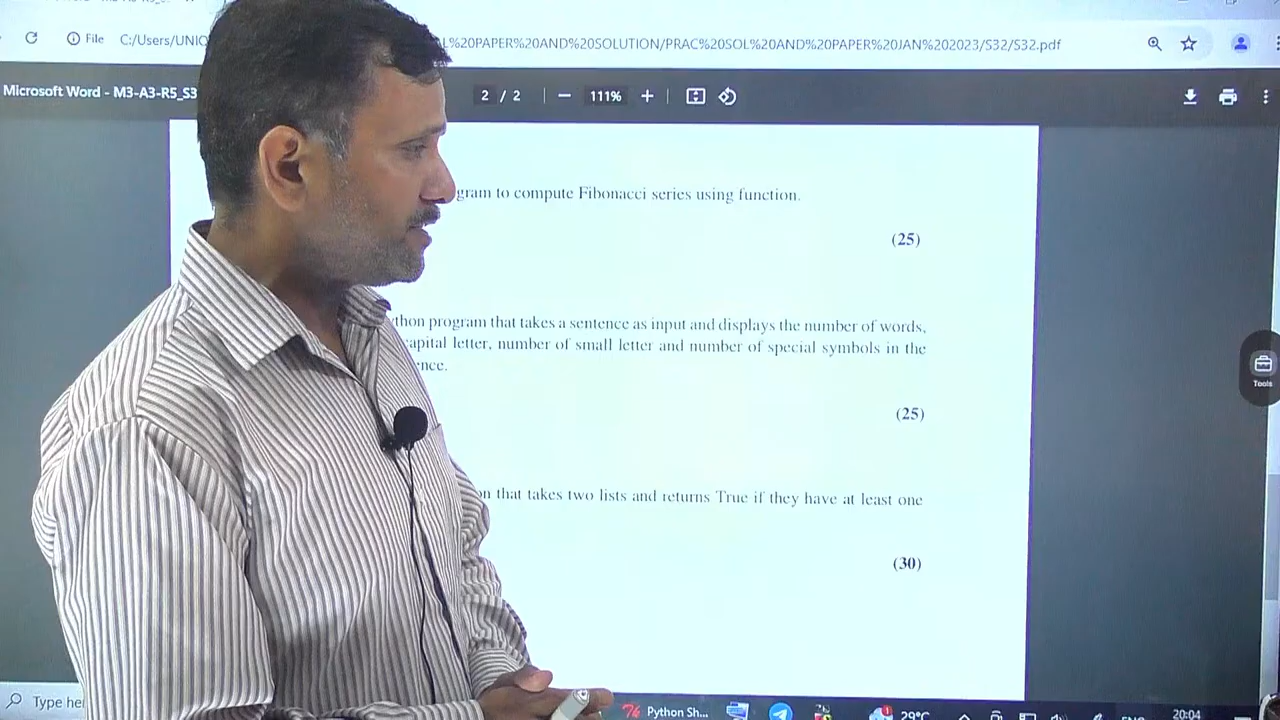 File C:/Users/UNIQ L%20PAPER%20AND%20SOLUTION/PRAC%20SOL%20AND%20PAPER%20JAN%202023/S32/S32.pdf
Microsoft Word - M3-A3-R5_S3 2 / 2 111%
gram to compute Fibonacci series using function.
(25)
thon program that takes a sentence as input and displays the number of words,
apital letter, number of small letter and number of special symbols in the
nce.
(25)
on that takes two lists and returns True if they have at least one
(30)
Tools
Type he Python Sh... 29°C ENG 20:04